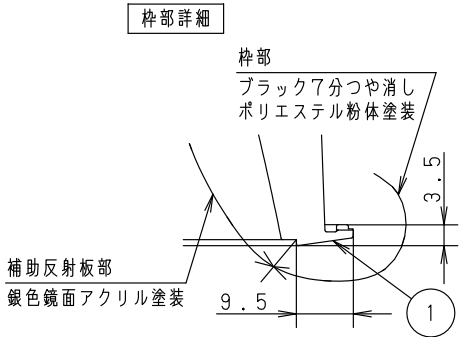 枠部詳細
枠部
ブラック7分つや消し
ポリエステル粉体塗装
3.5
補助反射板部
銀色鏡面アクリル塗装
9.5
1